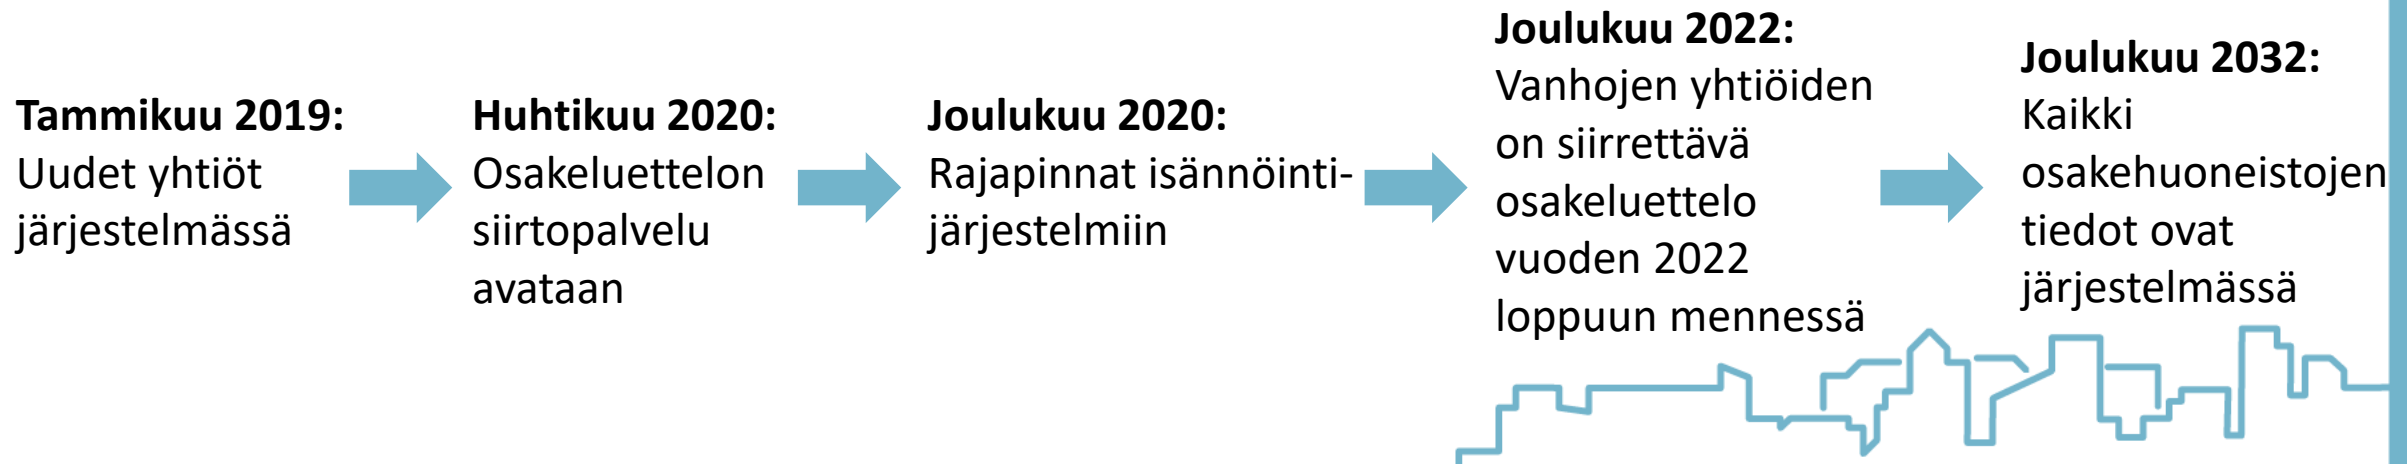 Tammikuu 2019:
Uudet yhtiöt
järjestelmässä
Huhtikuu 2020:
Osakeluettelon
siirtopalvelu
avataan
Joulukuu 2020:
Rajapinnat isännöinti-
järjestelmiin
Joulukuu 2022:
Vanhojen yhtiöiden
on siirrettävä
osakeluettelo
vuoden 2022
loppuun mennessä
Joulukuu 2032:
Kaikki
osakehuoneistojen
tiedot ovat
järjestelmässä